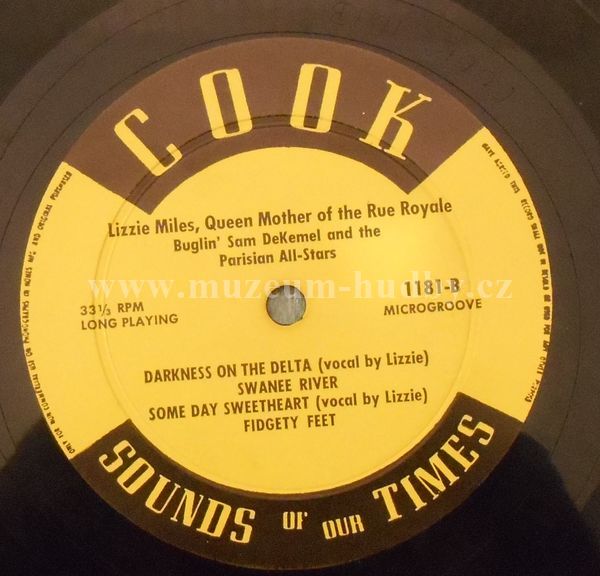 COOK
Lizzie Miles, Queen Mother of the Rue Royale
Buglin' Sam DeKemel and the
Parisian All-Stars
www.muzeum-hudby.cz
33⅓ RPM
LONG PLAYING
1181-B
MICROGROOVE
DARKNESS ON THE DELTA (vocal by Lizzie)
SWANEE RIVER
SOME DAY SWEETHEART (vocal by Lizzie)
FIDGETY FEET
SOUNDS OF OUR TIMES